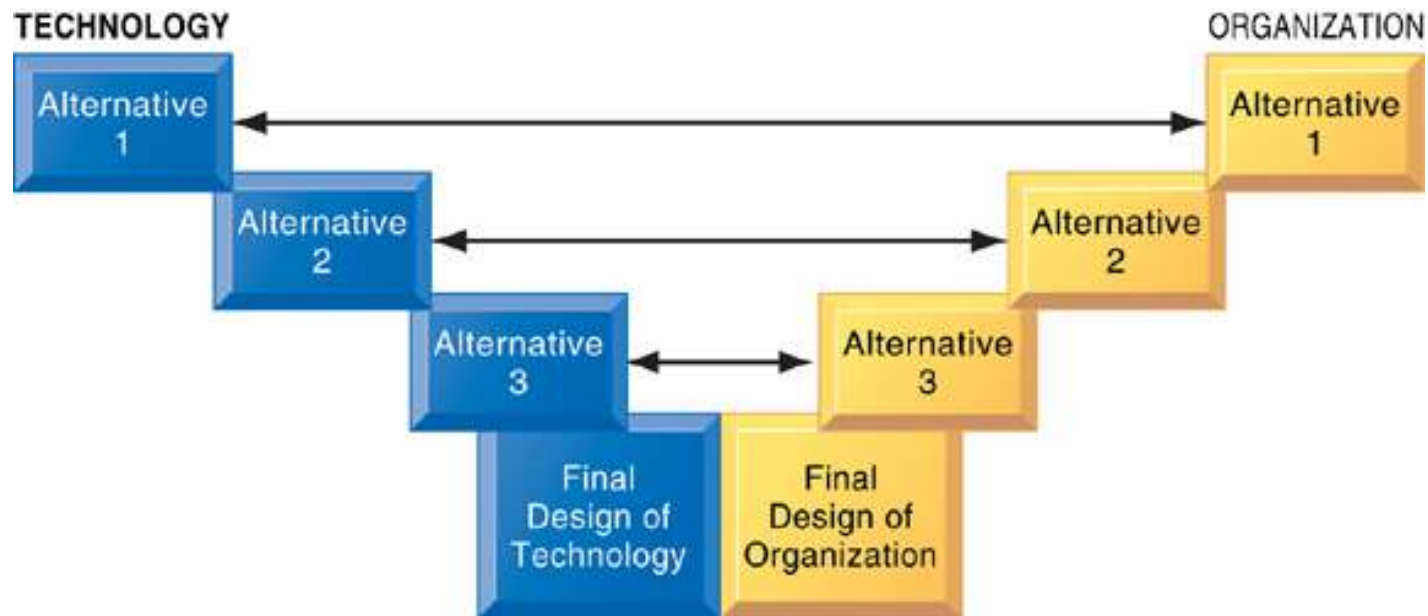 TECHNOLOGY
ORGANIZATION
Alternative
1
Alternative
1
Alternative
2
Alternative
2
Alternative
3
Alternative
3
Final
Design of
Technology
Final
Design of
Organization